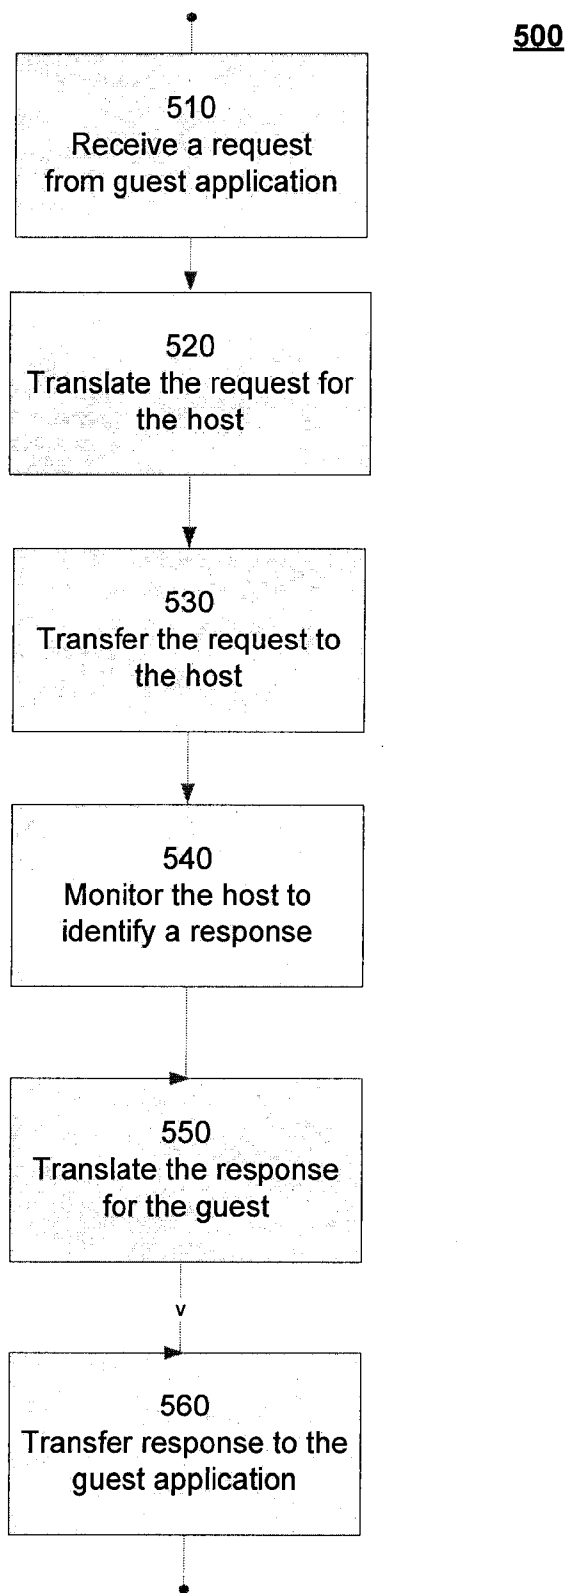 500
510
Receive a request
from guest application
520
Translate the request for
the host
530
Transfer the request to
the host
540
Monitor the host to
identify a response
550
Translate the response
for the guest
v
560
Transfer response to the
guest application